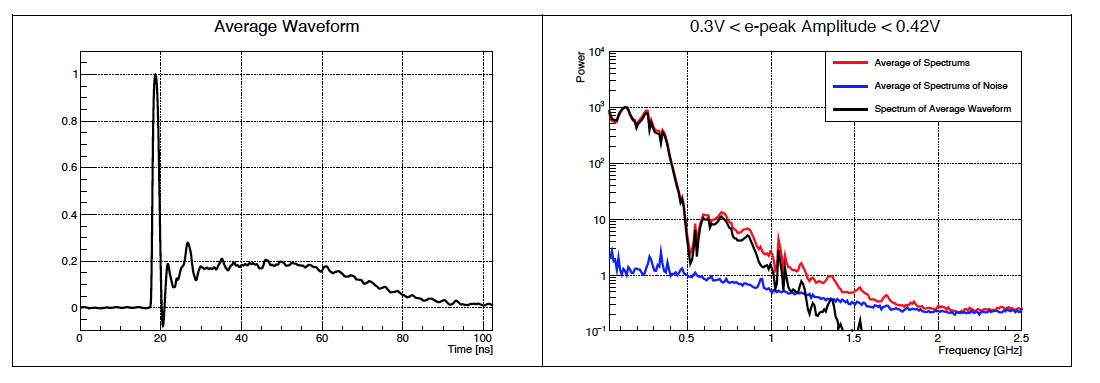 Average Waveform
1
0.8
0.6
0.4
0.2
0
0 20 40 60 80 100
Time [ns]
0.3V < e-peak Amplitude < 0.42V
Power
10⁴
10³
10²
10
1
10⁻¹
Average of Spectrums
Average of Spectrums of Noise
Spectrum of Average Waveform
0.5 1 1.5 2 2.5
Frequency [GHz]